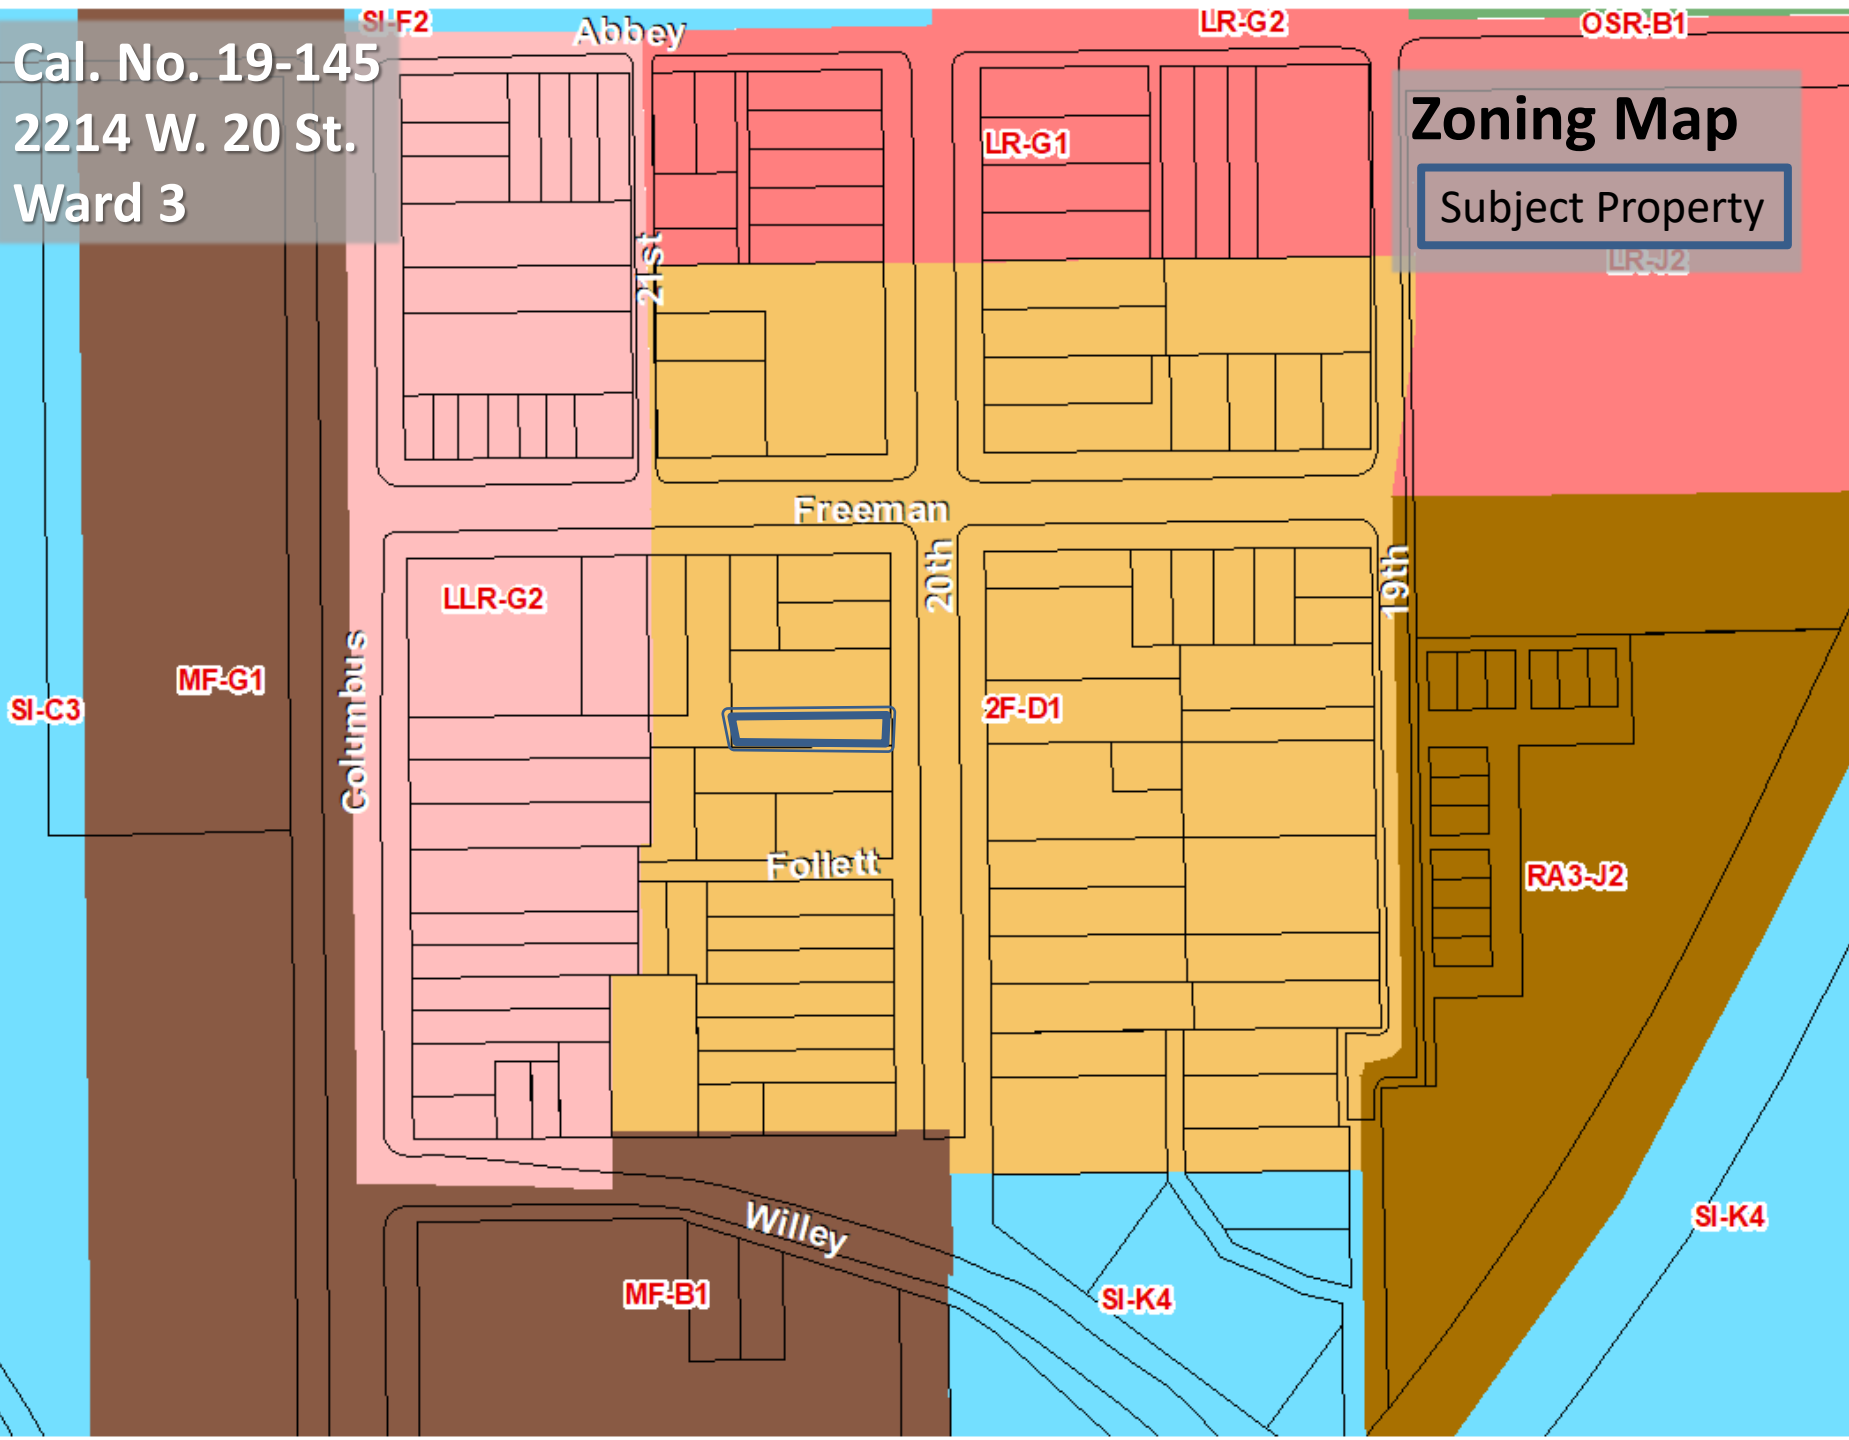 SI-F2
Abbey
LR-G2
OSR-B1
Cal. No. 19-145
2214 W. 20 St.
Ward 3
Zoning Map
Subject Property
LR-G1
21st
LR-J2
Freeman
20th
19th
LLR-G2
Columbus
MF-G1
SI-C3
2F-D1
Follett
RA3-J2
Willey
SI-K4
MF-B1
SI-K4